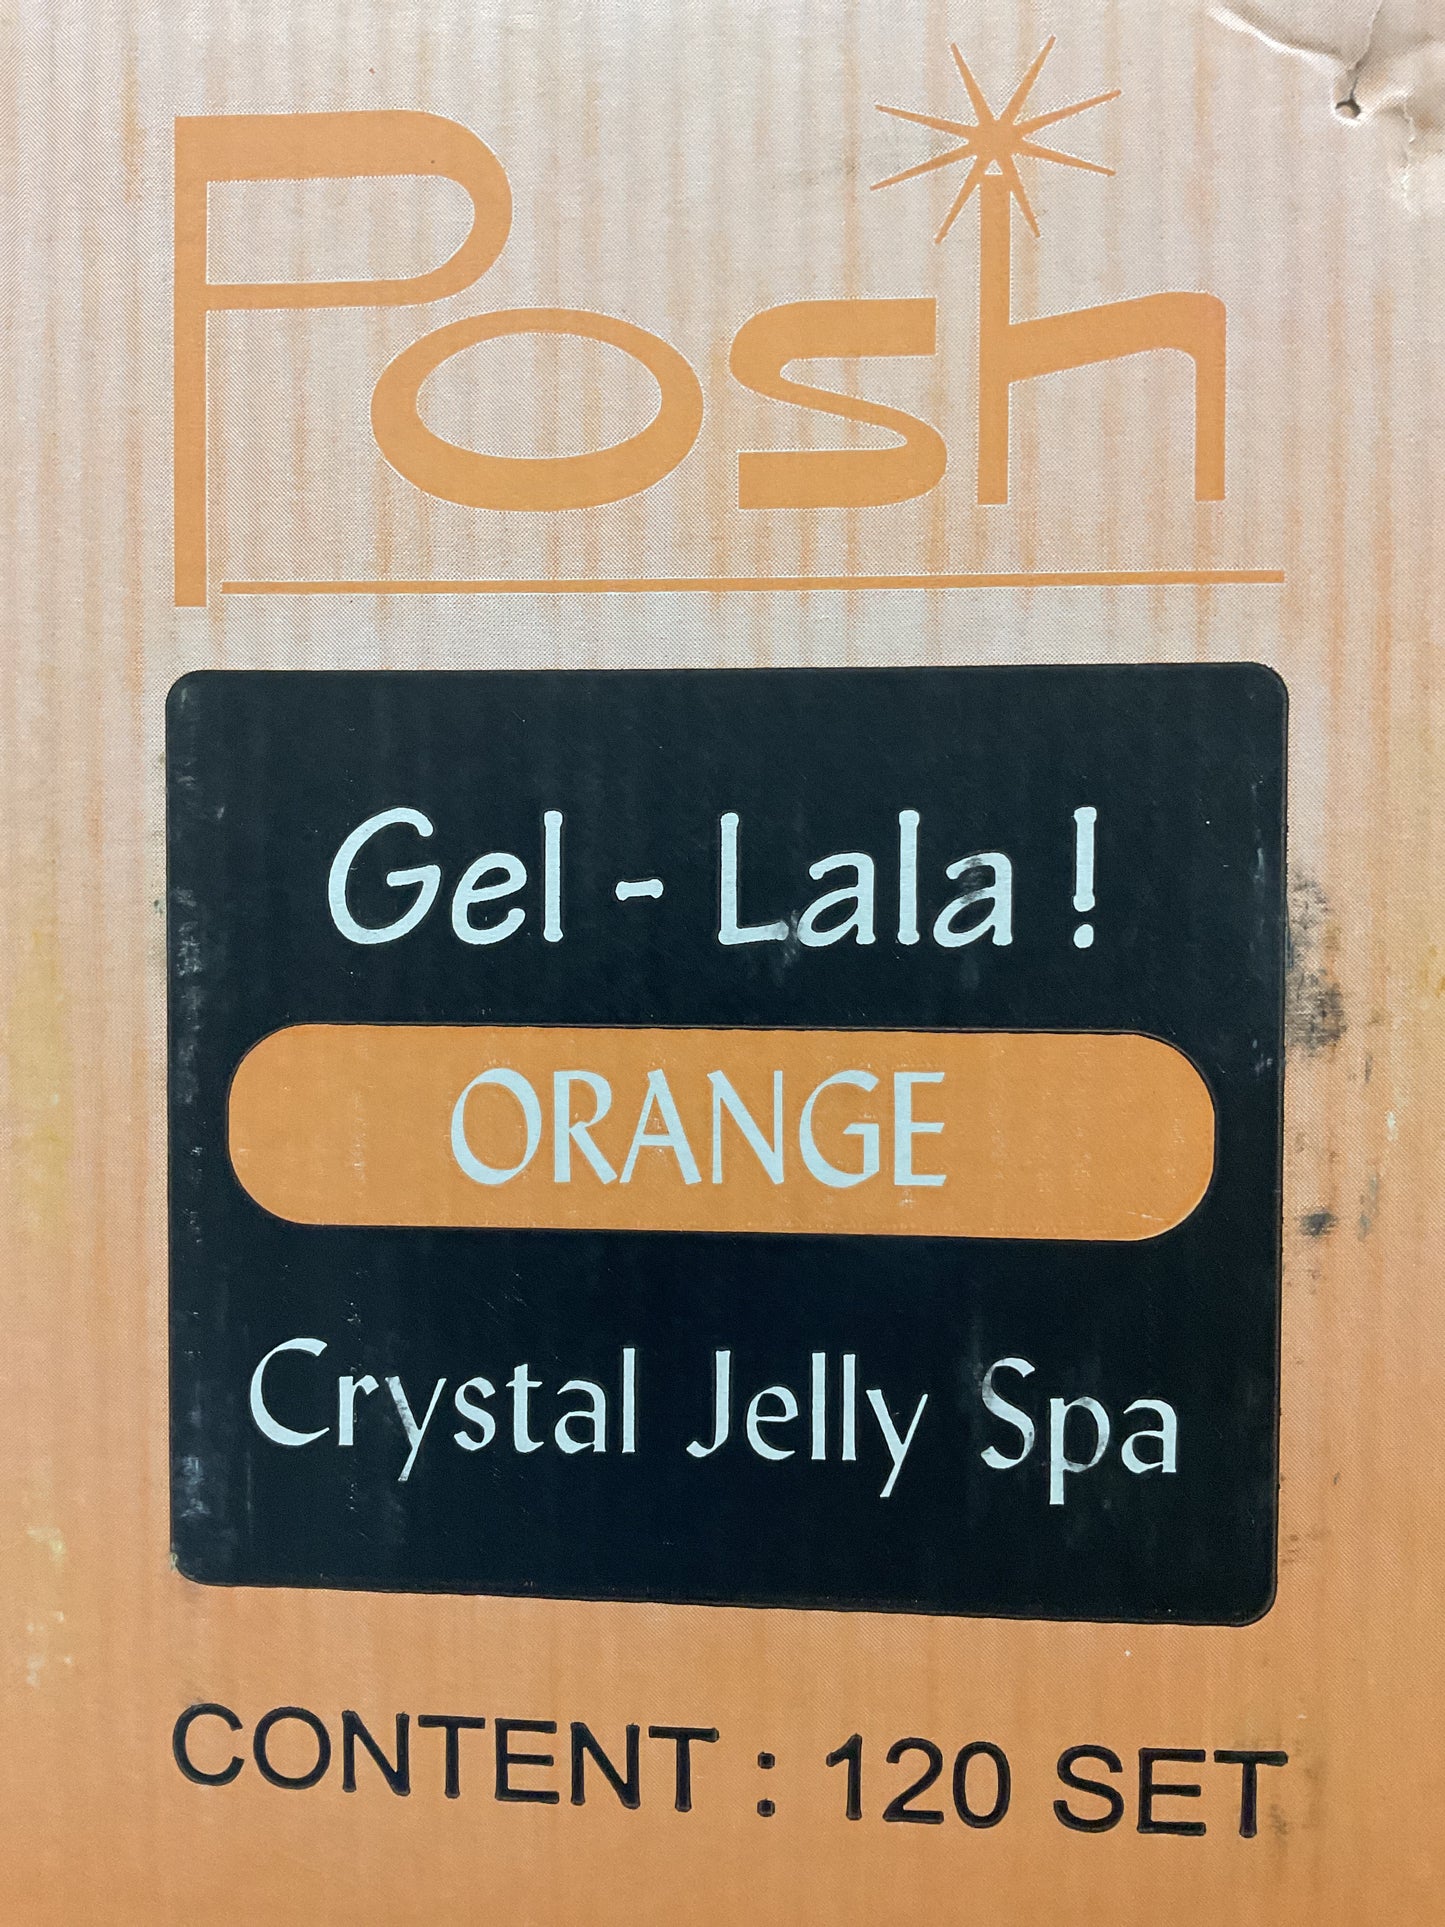 Posh
Gel - Lala !
ORANGE
Crystal Jelly Spa
CONTENT : 120 SET